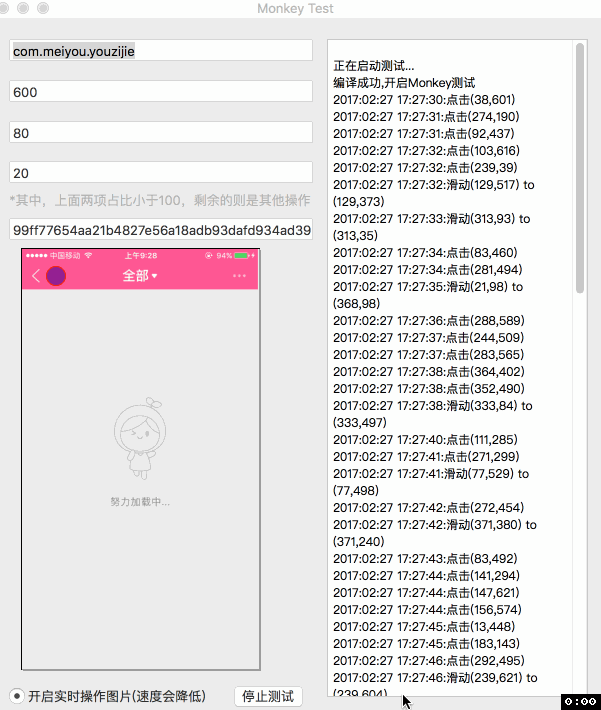 Monkey Test
com.meiyou.youzijie
600
80
20
*其中，上面两项占比小于100，剩余的则是其他操作
99ff77654aa21b4827e56a18adb93dafd934ad39
中国移动
上午9:28
94%
全部
努力加载中...
开启实时操作图片(速度会降低)
停止测试
正在启动测试...
编译成功,开启Monkey测试
2017:02:27 17:27:30:点击(38,601)
2017:02:27 17:27:31:点击(274,190)
2017:02:27 17:27:31:点击(92,437)
2017:02:27 17:27:32:点击(103,616)
2017:02:27 17:27:32:点击(239,39)
2017:02:27 17:27:32:滑动(129,517) to
(129,373)
2017:02:27 17:27:33:滑动(313,93) to
(313,35)
2017:02:27 17:27:34:点击(83,460)
2017:02:27 17:27:34:点击(281,494)
2017:02:27 17:27:35:滑动(21,98) to
(368,98)
2017:02:27 17:27:36:点击(288,589)
2017:02:27 17:27:37:点击(244,509)
2017:02:27 17:27:37:点击(283,565)
2017:02:27 17:27:38:点击(364,402)
2017:02:27 17:27:38:点击(352,490)
2017:02:27 17:27:38:滑动(333,84) to
(333,497)
2017:02:27 17:27:40:点击(111,285)
2017:02:27 17:27:41:点击(271,299)
2017:02:27 17:27:41:滑动(77,529) to
(77,498)
2017:02:27 17:27:42:点击(272,454)
2017:02:27 17:27:42:滑动(371,380) to
(371,240)
2017:02:27 17:27:43:点击(83,492)
2017:02:27 17:27:44:点击(141,294)
2017:02:27 17:27:44:点击(147,621)
2017:02:27 17:27:44:点击(156,574)
2017:02:27 17:27:45:点击(13,448)
2017:02:27 17:27:45:点击(183,143)
2017:02:27 17:27:46:点击(292,495)
2017:02:27 17:27:46:滑动(239,621) to
(239,604)
0:00